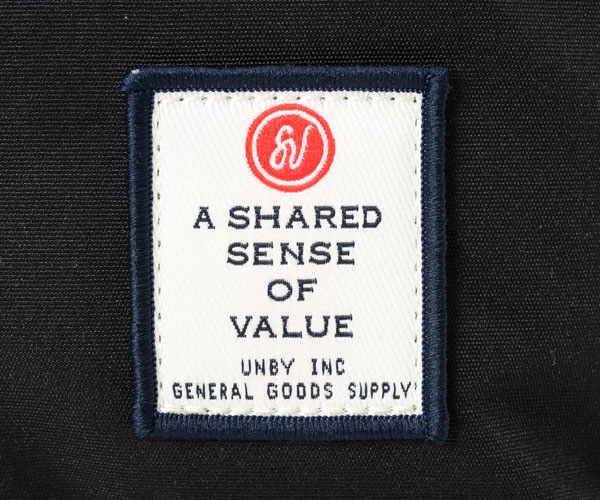 A SHARED
SENSE
OF
VALUE
UNBY INC
GENERAL GOODS SUPPLY